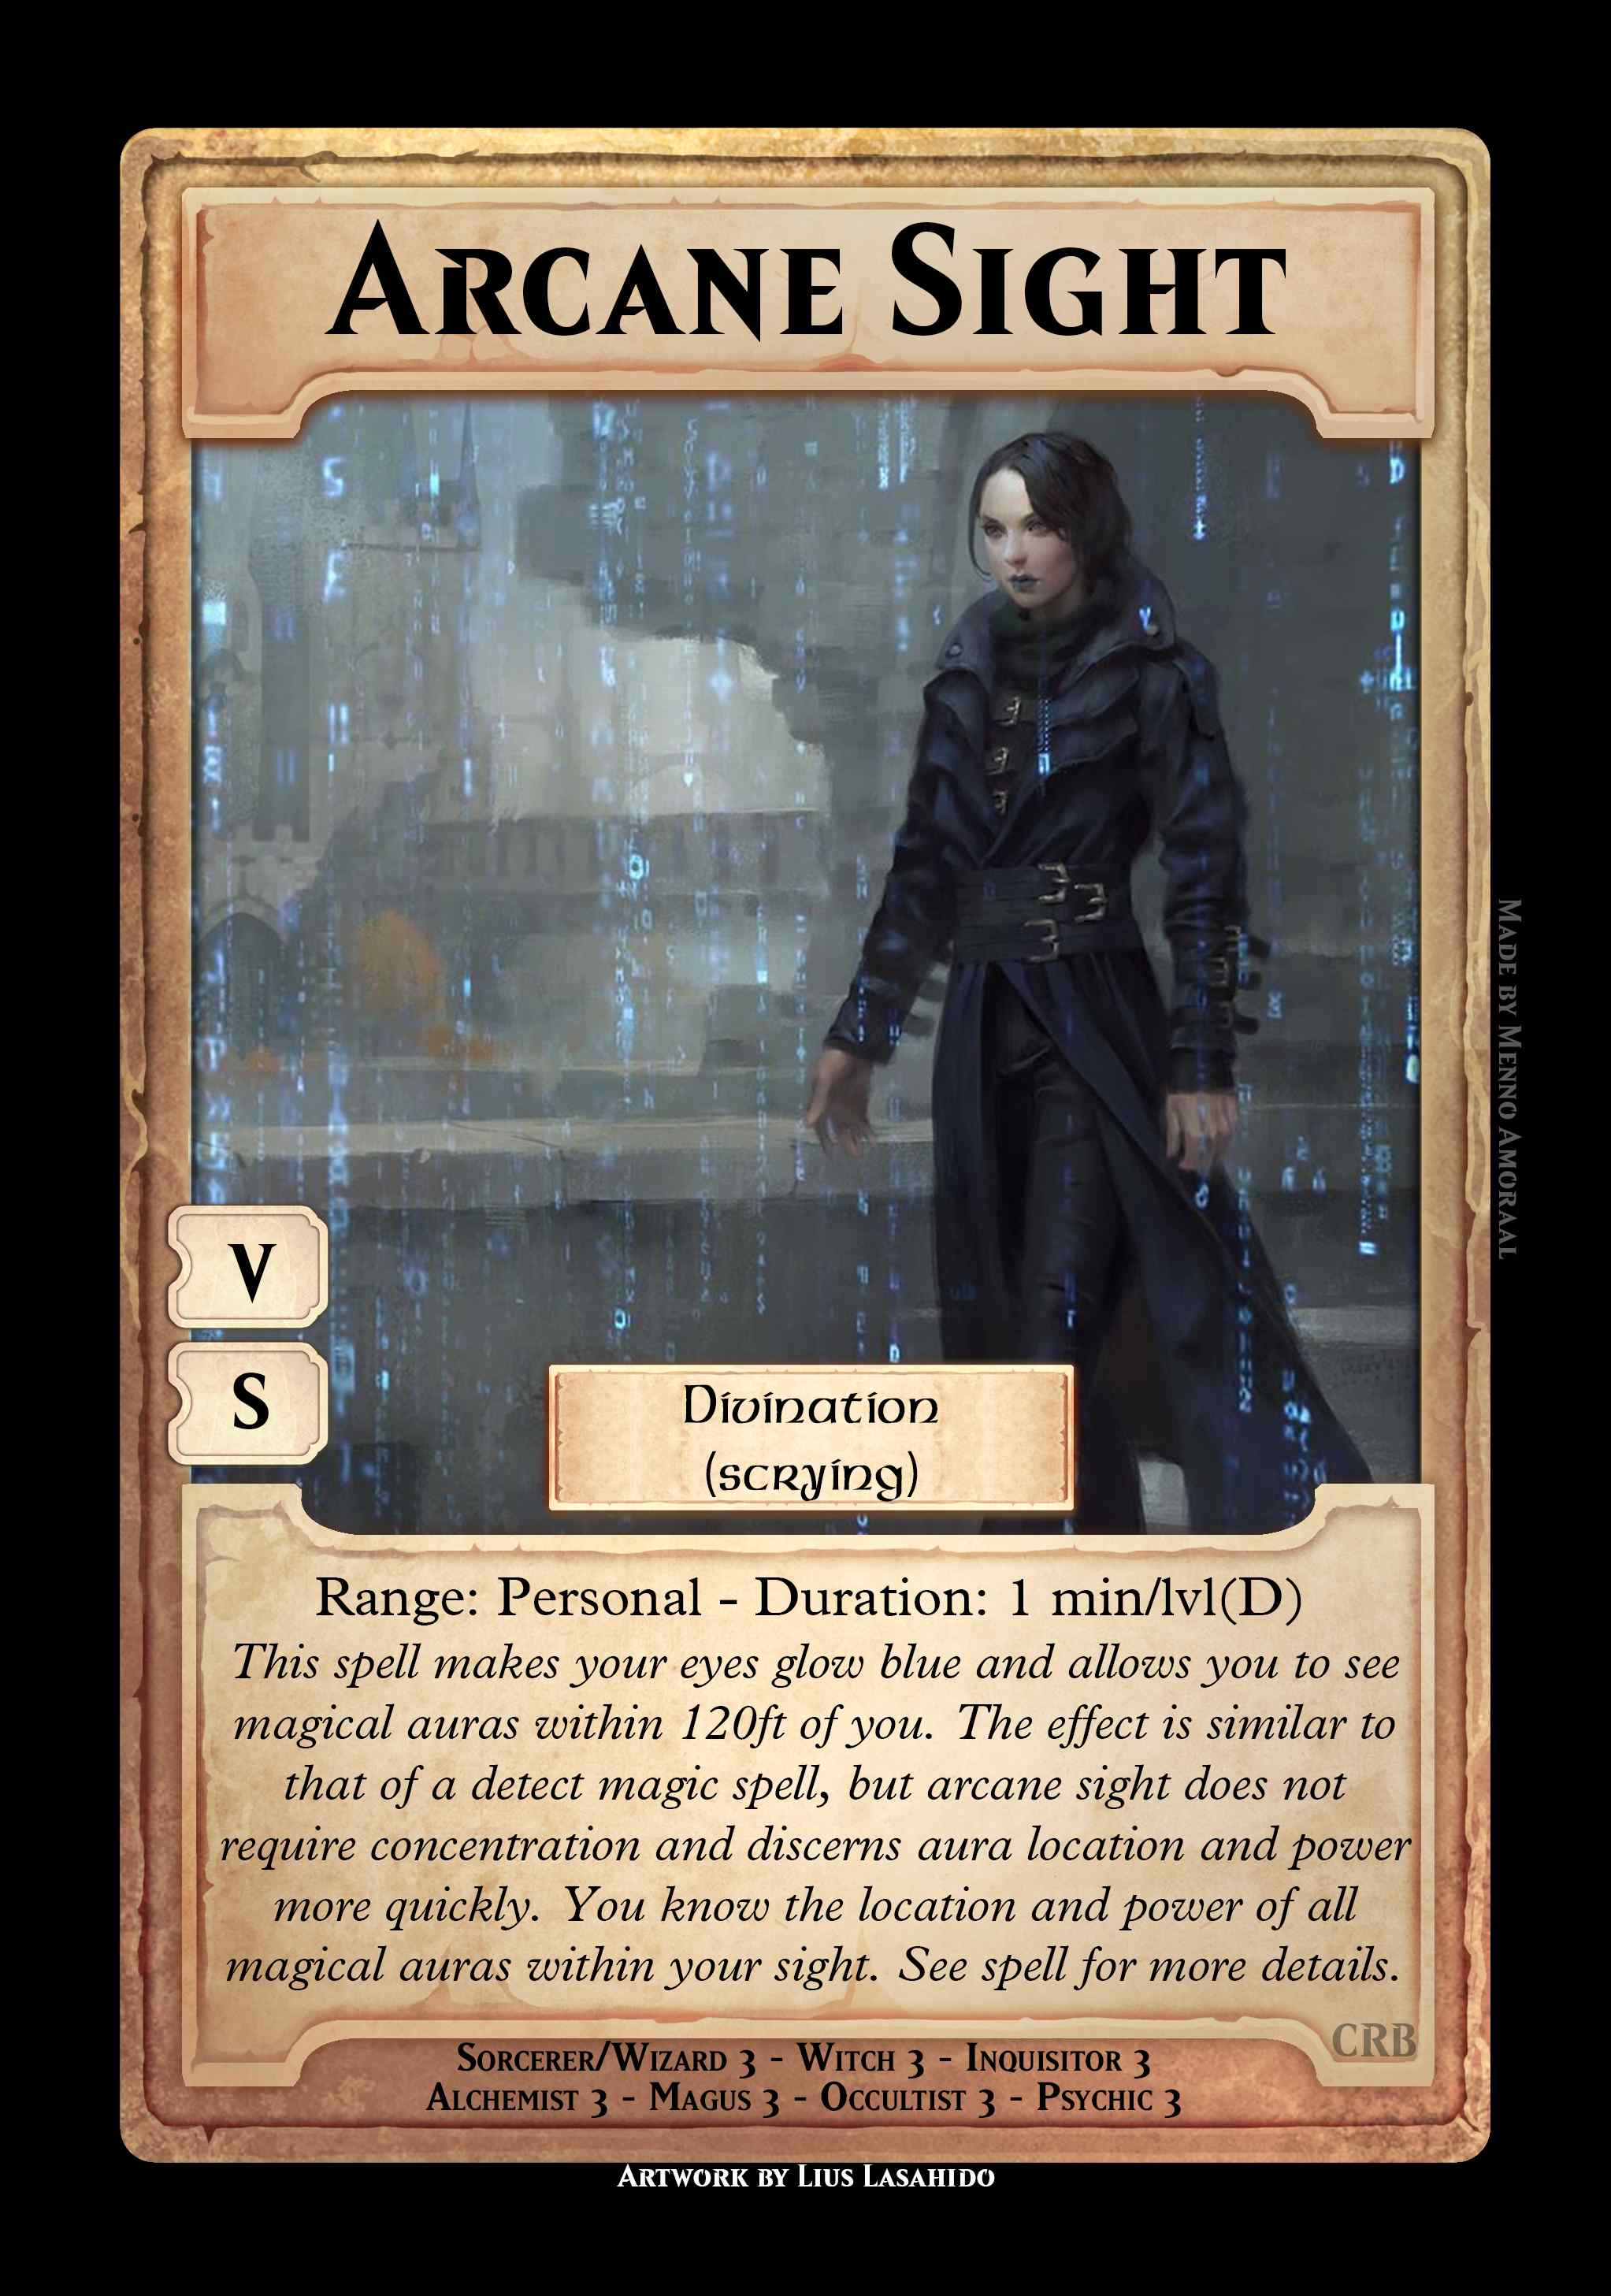 Arcane Sight
V
S
Divination
(scrying)
Range: Personal - Duration: 1 min/lvl(D)
This spell makes your eyes glow blue and allows you to see
magical auras within 120ft of you. The effect is similar to
that of a detect magic spell, but arcane sight does not
require concentration and discerns aura location and power
more quickly. You know the location and power of all
magical auras within your sight. See spell for more details.
CRB
Sorcerer/Wizard 3 - Witch 3 - Inquisitor 3
Alchemist 3 - Magus 3 - Occultist 3 - Psychic 3
Artwork by Lius Lasahido
Made by Menno Amoraal